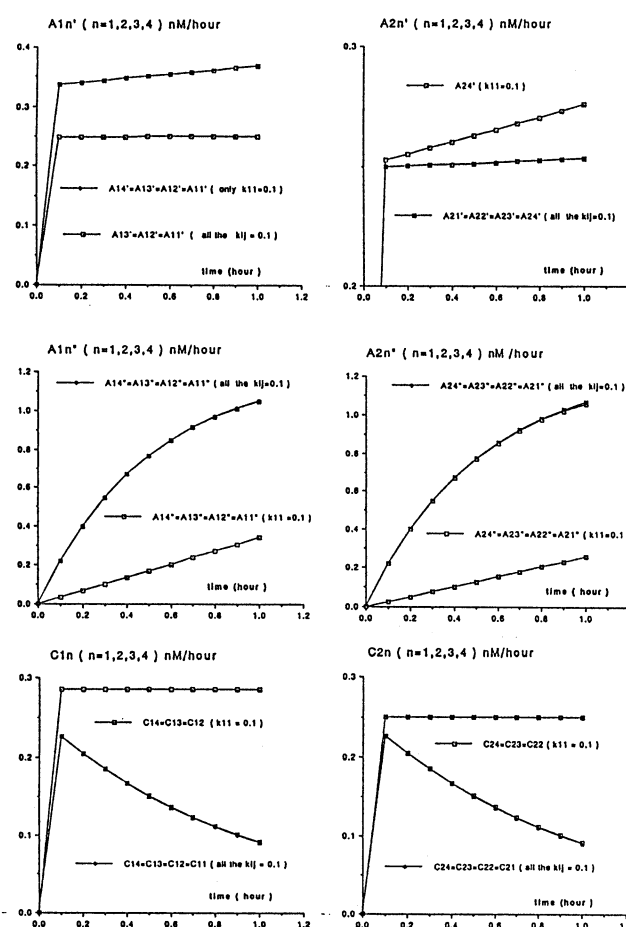 A1n' ( n=1,2,3,4 ) nM/hour
0.4
0.3
0.2
0.1
0.0
A14'=A13'=A12'=A11' ( only k11=0.1 )
A13'=A12'=A11' ( all the kij = 0.1 )
time (hour )
0.0 0.2 0.4 0.6 0.8 1.0 1.2
A2n' ( n=1,2,3,4 ) nM/hour
0.3
0.2
A24' ( k11=0.1 )
A21'=A22'=A23'=A24' (all the kij=0.1)
time (hour)
0.0 0.2 0.4 0.6 0.8 1.0
A1n" ( n=1,2,3,4 ) nM/hour
1.2
1.0
0.8
0.6
0.4
0.2
0.0
A14"=A13"=A12"=A11" ( all the kij=0.1 )
A14"=A13"=A12"=A11" ( k11 =0.1 )
time (hour)
0.0 0.2 0.4 0.6 0.8 1.0 1.2
A2n" ( n=1,2,3,4 ) nM /hour
1.2
1.0
0.8
0.6
0.4
0.2
0.0
A24"=A23"=A22"=A21" (all the kij=0.1)
A24"=A23"=A22"=A21" (k11=0.1
time ( hour )
0.0 0.2 0.4 0.6 0.8 1.0
C1n ( n=1,2,3,4 ) nM/hour
0.3
0.2
0.1
0.0
C14=C13=C12 ( k11 = 0.1 )
C14=C13=C12=C11 ( all the kij = 0.1 )
time ( hour )
0.0 0.2 0.4 0.6 0.8 1.0 1.2
C2n ( n=1,2,3,4 ) nM/hour
0.3
0.2
0.1
0.0
C24=C23=C22 ( k11 = 0.1 )
C24=C23=C22=C21 ( all the kij = 0.1 )
time (hour )
0.0 0.2 0.4 0.6 0.8 1.0